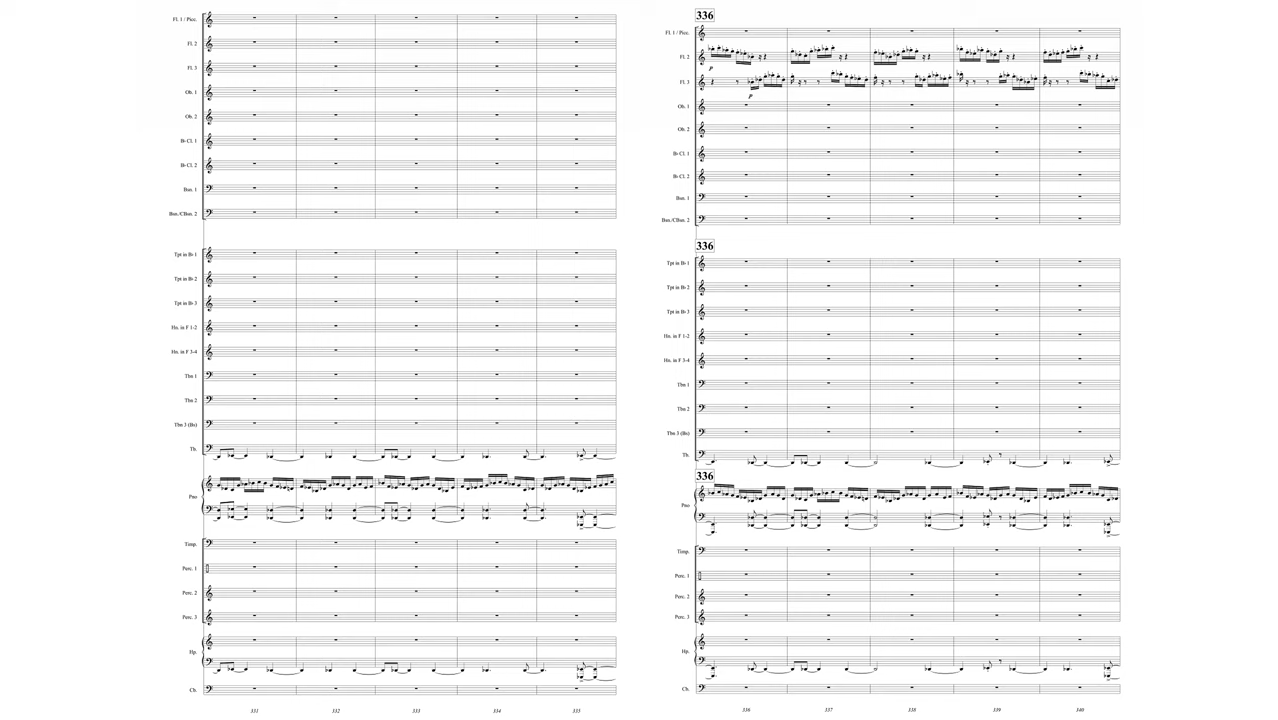 Fl. 1 / Picc.
Fl. 2
Fl. 3
Ob. 1
Ob. 2
B♭ Cl. 1
B♭ Cl. 2
Bsn. 1
Bsn./CBsn. 2
Tpt in B♭ 1
Tpt in B♭ 2
Tpt in B♭ 3
Hn. in F 1-2
Hn. in F 3-4
Tbn 1
Tbn 2
Tbn 3 (Bs)
Tb.
Pno
Timp.
Perc. 1
Perc. 2
Perc. 3
Hp.
Cb.
331 332 333 334 335
336
Fl. 1 / Picc.
Fl. 2
p
Fl. 3
p
Ob. 1
Ob. 2
B♭ Cl. 1
B♭ Cl. 2
Bsn. 1
Bsn./CBsn. 2
336
Tpt in B♭ 1
Tpt in B♭ 2
Tpt in B♭ 3
Hn. in F 1-2
Hn. in F 3-4
Tbn 1
Tbn 2
Tbn 3 (Bs)
Tb.
336
Pno
Timp.
Perc. 1
Perc. 2
Perc. 3
Hp.
Cb.
336 337 338 339 340